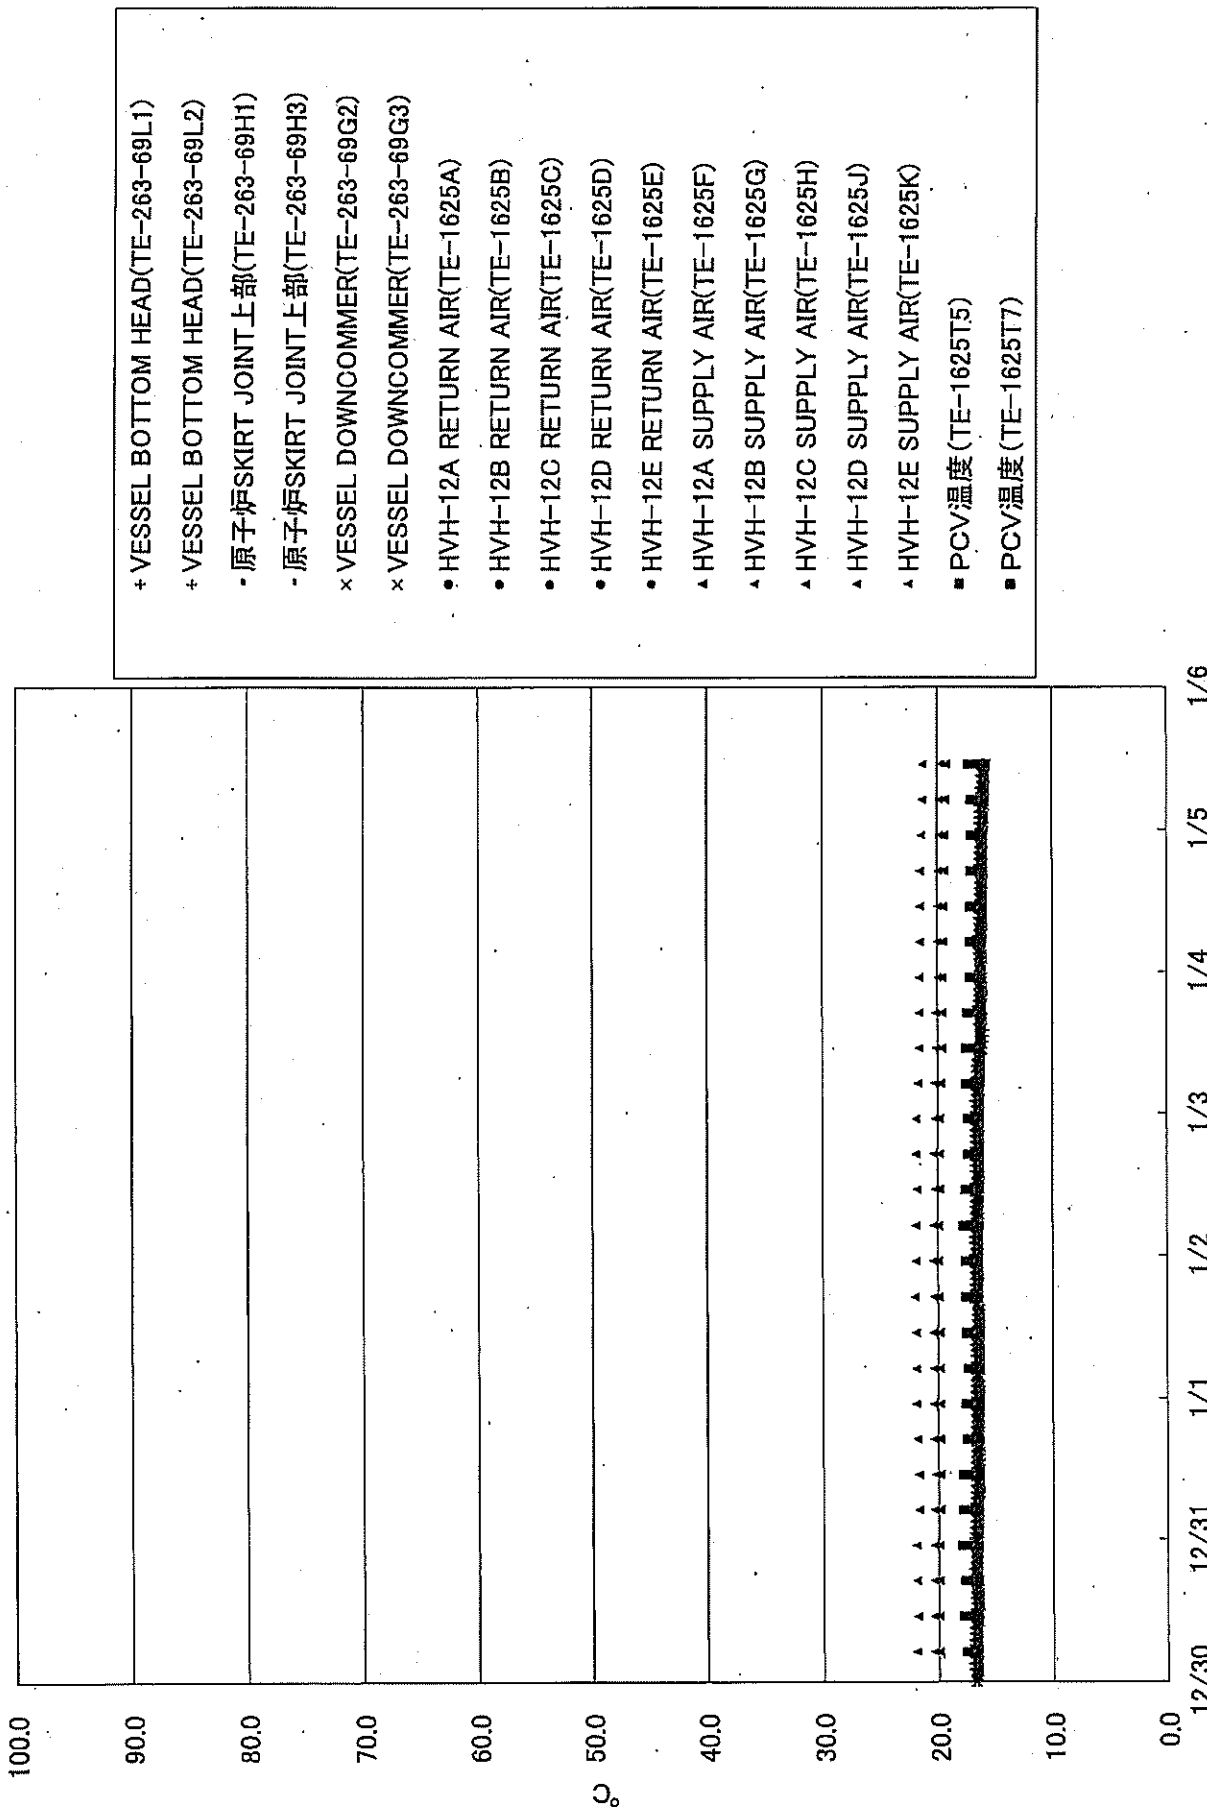 100.0
90.0
80.0
70.0
60.0
50.0
40.0
30.0
20.0
10.0
0.0
℃
12/30
12/31
1/1
1/2
1/3
1/4
1/5
1/6
+ VESSEL BOTTOM HEAD(TE-263-69L1)
+ VESSEL BOTTOM HEAD(TE-263-69L2)
- 原子炉SKIRT JOINT上部(TE-263-69H1)
- 原子炉SKIRT JOINT上部(TE-263-69H3)
× VESSEL DOWNCOMMER(TE-263-69G2)
× VESSEL DOWNCOMMER(TE-263-69G3)
● HVH-12A RETURN AIR(TE-1625A)
● HVH-12B RETURN AIR(TE-1625B)
● HVH-12C RETURN AIR(TE-1625C)
● HVH-12D RETURN AIR(TE-1625D)
● HVH-12E RETURN AIR(TE-1625E)
▲ HVH-12A SUPPLY AIR(TE-1625F)
▲ HVH-12B SUPPLY AIR(TE-1625G)
▲ HVH-12C SUPPLY AIR(TE-1625H)
▲ HVH-12D SUPPLY AIR(TE-1625J)
▲ HVH-12E SUPPLY AIR(TE-1625K)
■ PCV温度(TE-1625T5)
■ PCV温度(TE-1625T7)